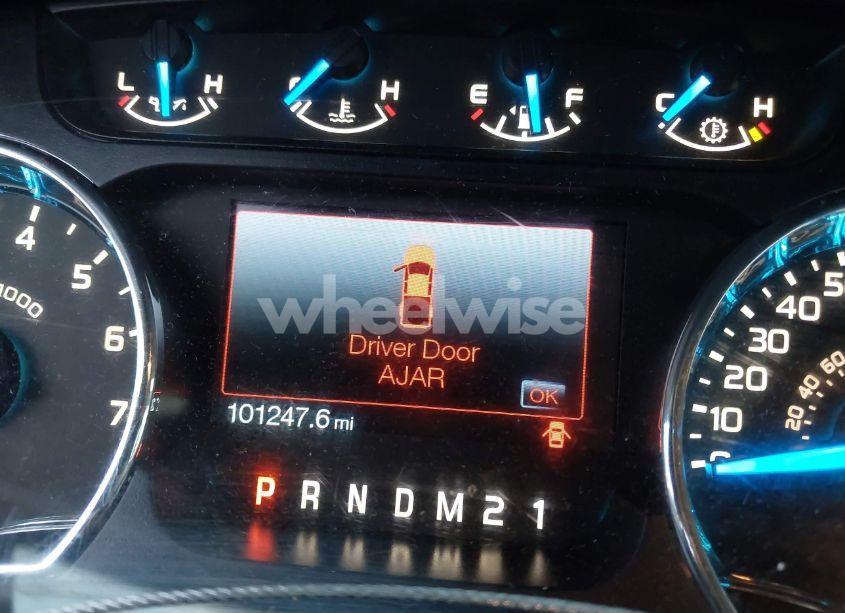 L H C H E F C H
4 5 6 7
1000
wheelwise
Driver Door
AJAR
OK
101247.6 mi
P R N D M 2 1
50 40 30 20 10 0
60 40 20